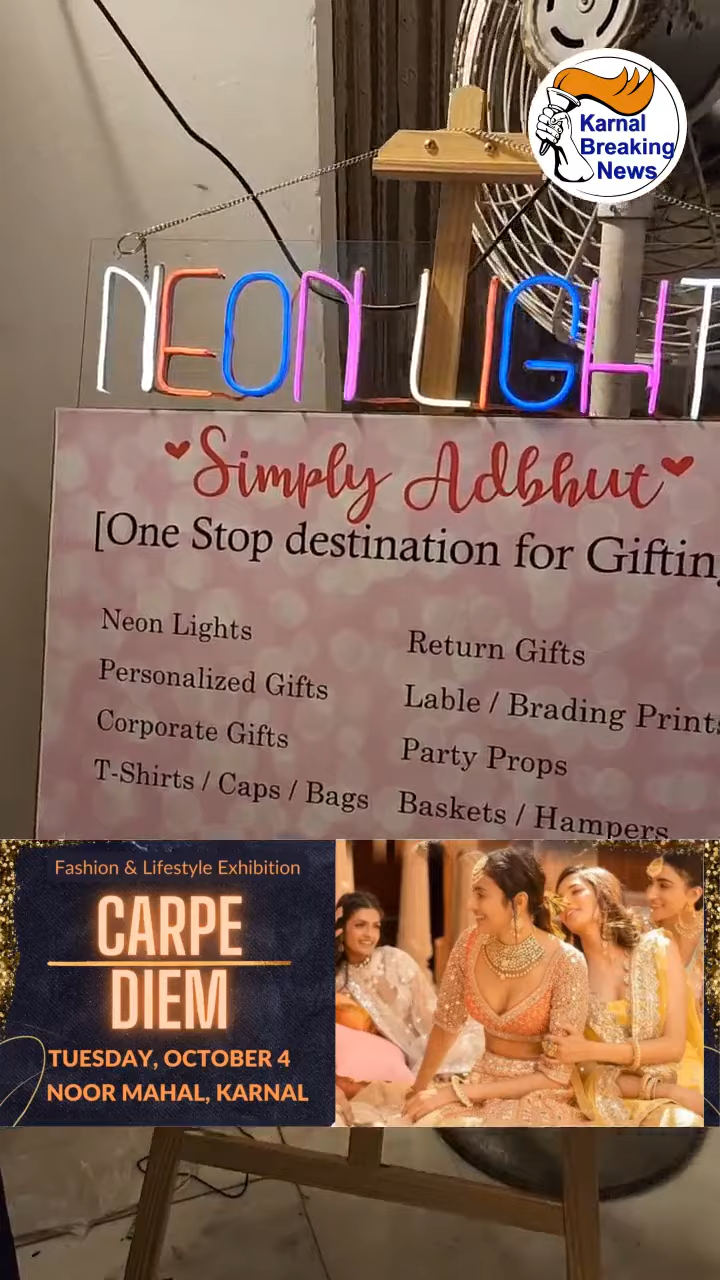 Karnal
Breaking
News
NEON LIGHT
Simply Adbhut
[One Stop destination for Giftin
Neon Lights
Personalized Gifts
Corporate Gifts
T-Shirts / Caps / Bags
Return Gifts
Lable / Brading Prints
Party Props
Baskets / Hampers
Fashion & Lifestyle Exhibition
CARPE
DIEM
TUESDAY, OCTOBER 4
NOOR MAHAL, KARNAL